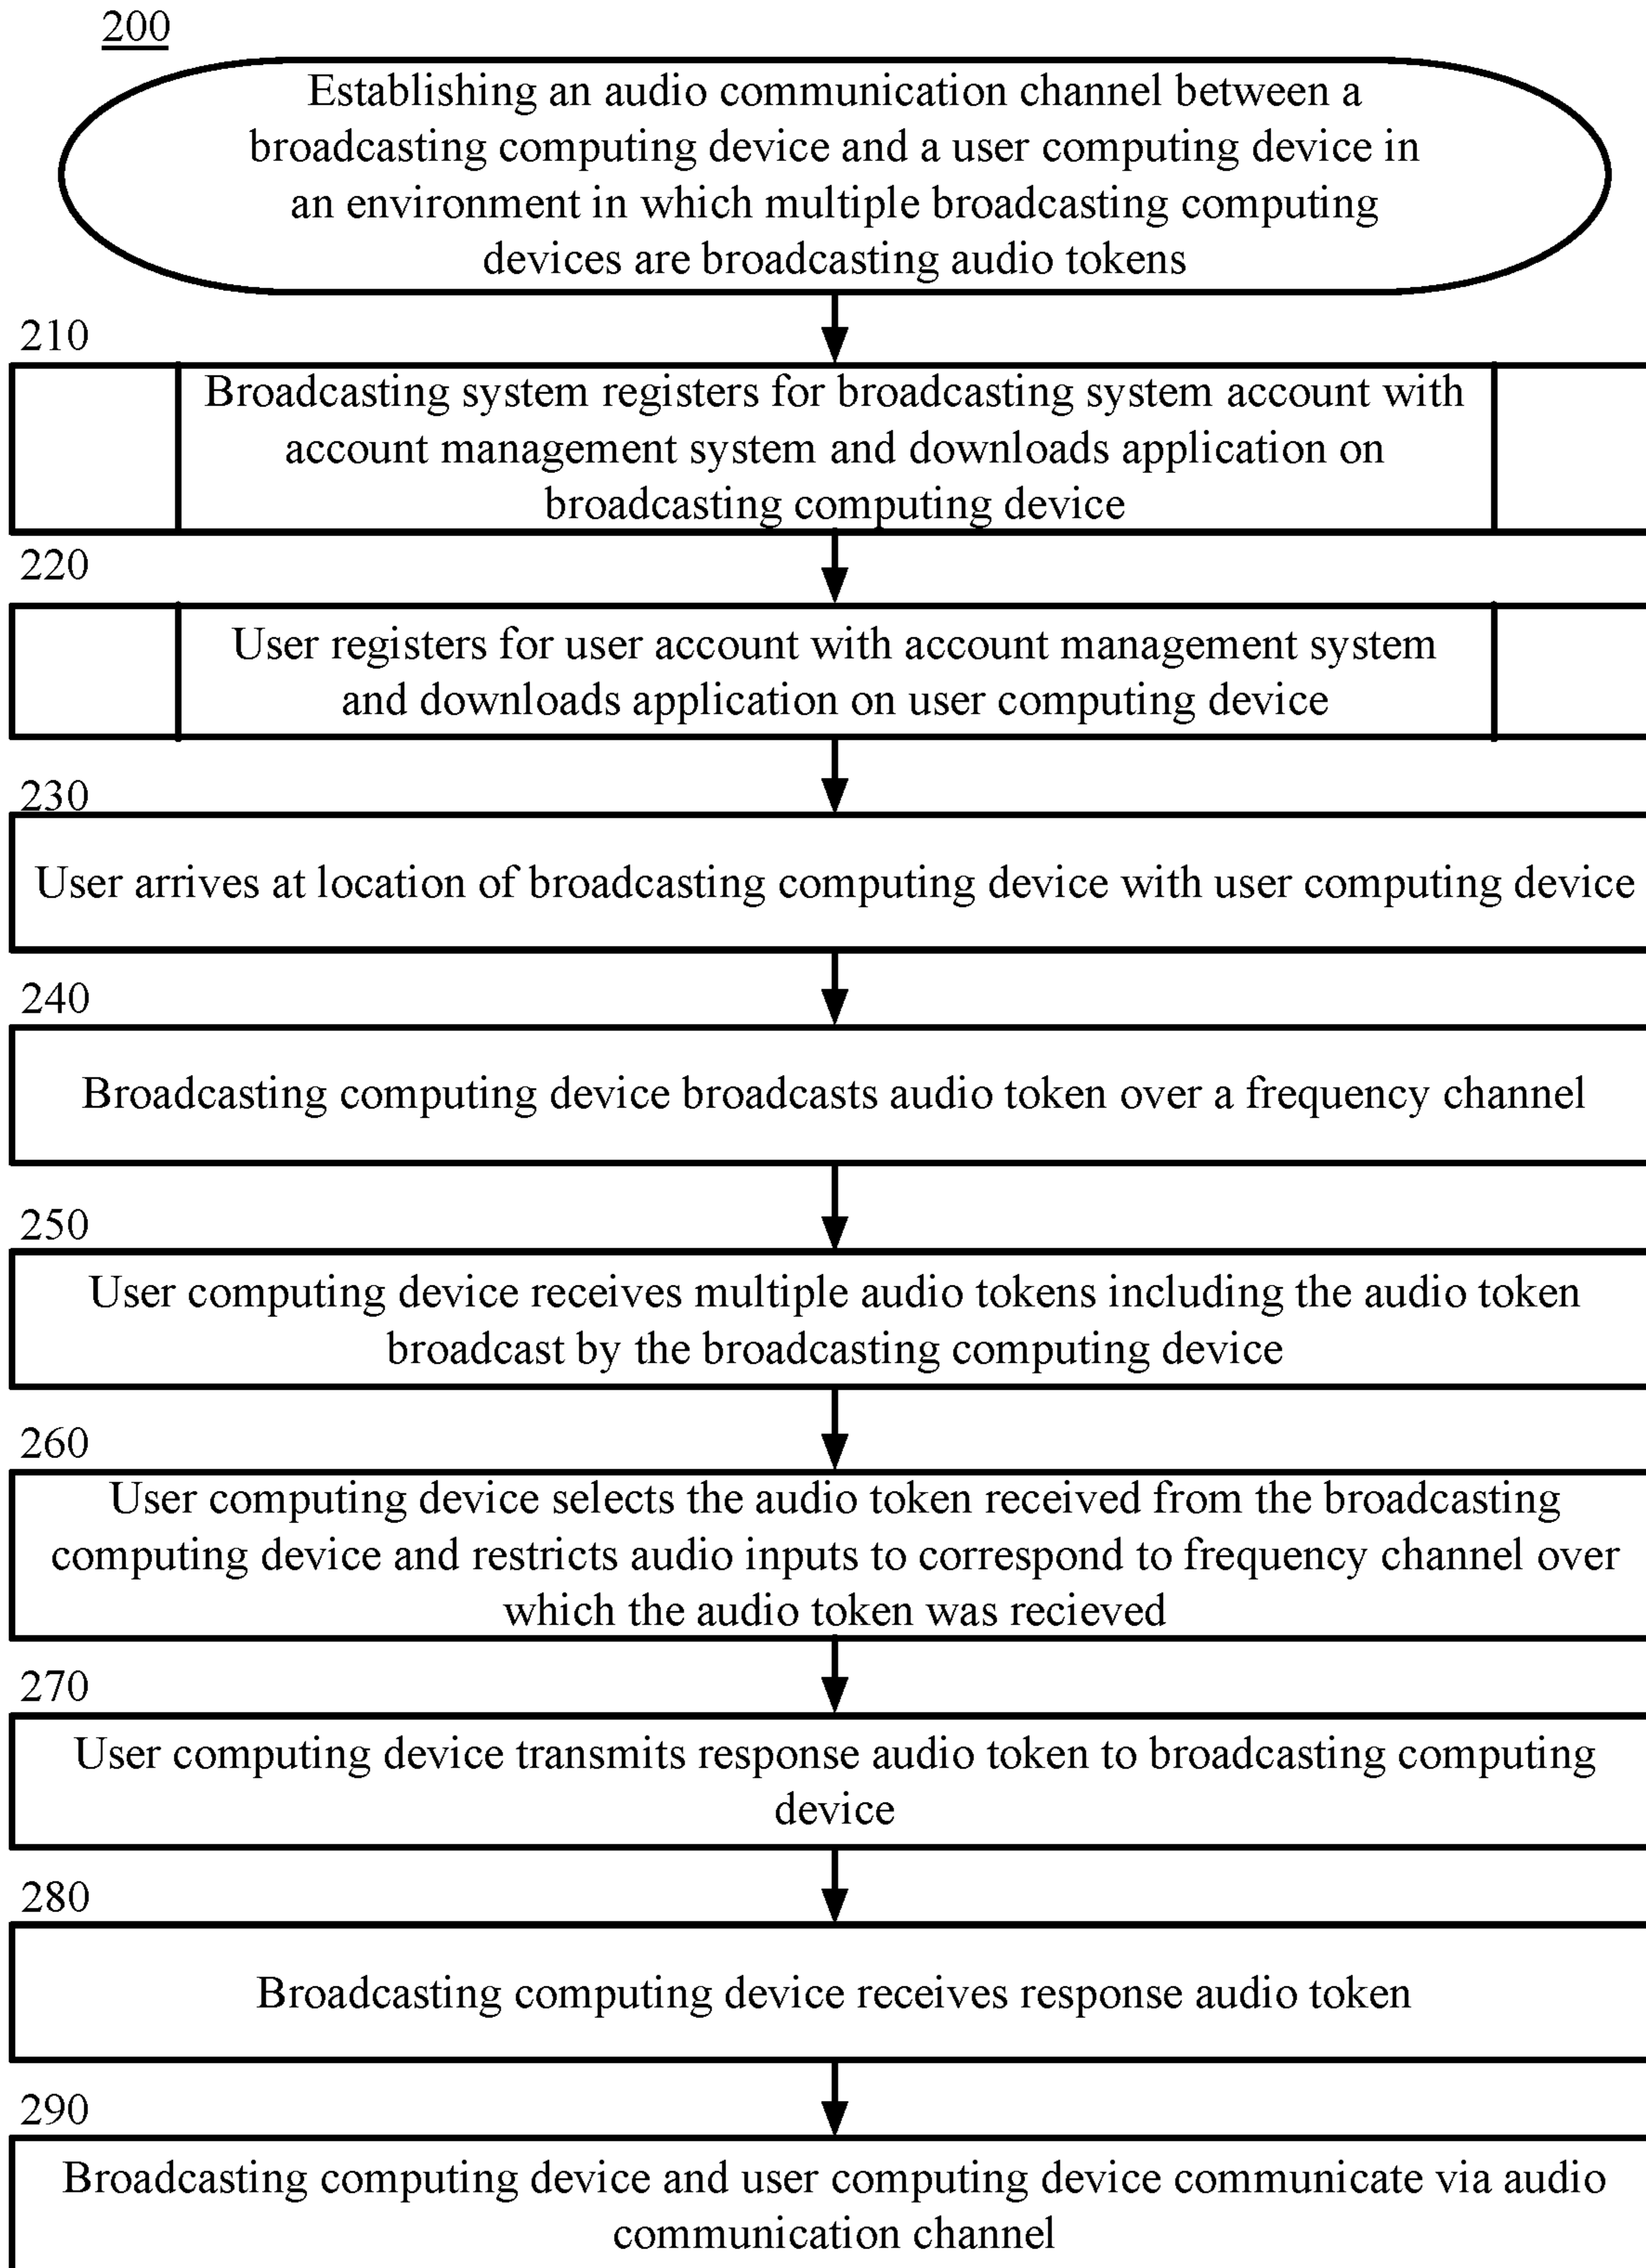 200
Establishing an audio communication channel between a
broadcasting computing device and a user computing device in
an environment in which multiple broadcasting computing
devices are broadcasting audio tokens
210
Broadcasting system registers for broadcasting system account with
account management system and downloads application on
broadcasting computing device
220
User registers for user account with account management system
and downloads application on user computing device
230
User arrives at location of broadcasting computing device with user computing device
240
Broadcasting computing device broadcasts audio token over a frequency channel
250
User computing device receives multiple audio tokens including the audio token
broadcast by the broadcasting computing device
260
User computing device selects the audio token received from the broadcasting
computing device and restricts audio inputs to correspond to frequency channel over
which the audio token was recieved
270
User computing device transmits response audio token to broadcasting computing
device
280
Broadcasting computing device receives response audio token
290
Broadcasting computing device and user computing device communicate via audio
communication channel